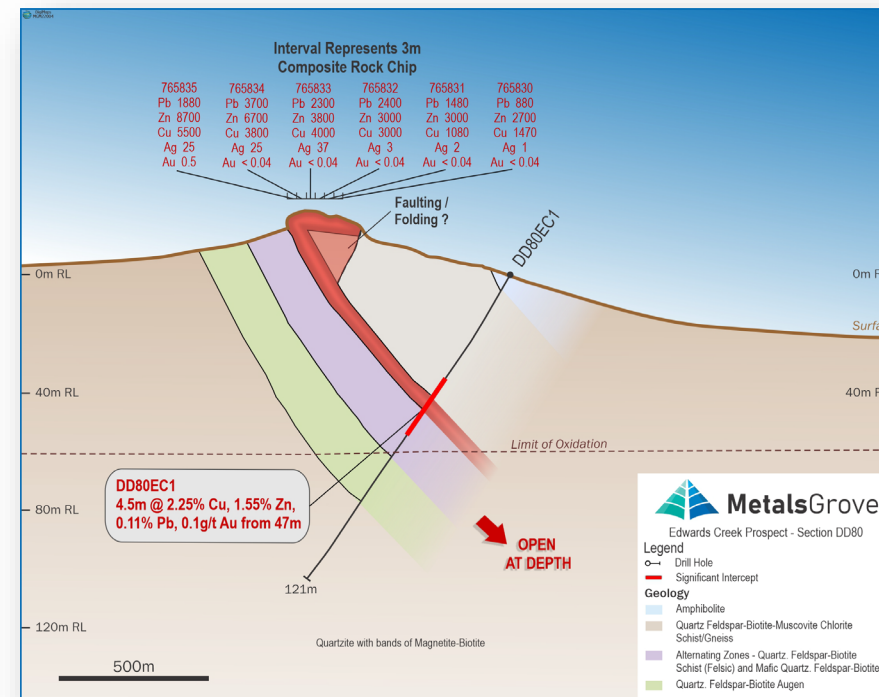 Interval Represents 3m
Composite Rock Chip
765835 765834 765833 765832 765831 765830
Pb 1880 Pb 3700 Pb 2300 Pb 2400 Pb 1480 Pb 880
Zn 8700 Zn 6700 Zn 3800 Zn 3000 Zn 3000 Zn 2700
Cu 5500 Cu 3800 Cu 4000 Cu 3000 Cu 1080 Cu 1470
Ag 25 Ag 25 Ag 37 Ag 3 Ag 2 Ag 1
Au 0.5 Au < 0.04 Au < 0.04 Au < 0.04 Au < 0.04 Au < 0.04
Faulting /
Folding ?
DD80EC1
0m RL
0m R
Surfa
40m RL
40m R
Limit of Oxidation
DD80EC1
4.5m @ 2.25% Cu, 1.55% Zn,
0.11% Pb, 0.1g/t Au from 47m
80m RL
OPEN
AT DEPTH
121m
120m RL
Quartzite with bands of Magnetite-Biotite
500m
MetalsGrove
Edwards Creek Prospect - Section DD80
Legend
Drill Hole
Significant Intercept
Geology
Amphibolite
Quartz Feldspar-Biotite-Muscovite Chlorite
Schist/Gneiss
Alternating Zones - Quartz. Feldspar-Biotite
Schist (Felsic) and Mafic Quartz. Feldspar-Biotite
Quartz. Feldspar-Biotite Augen